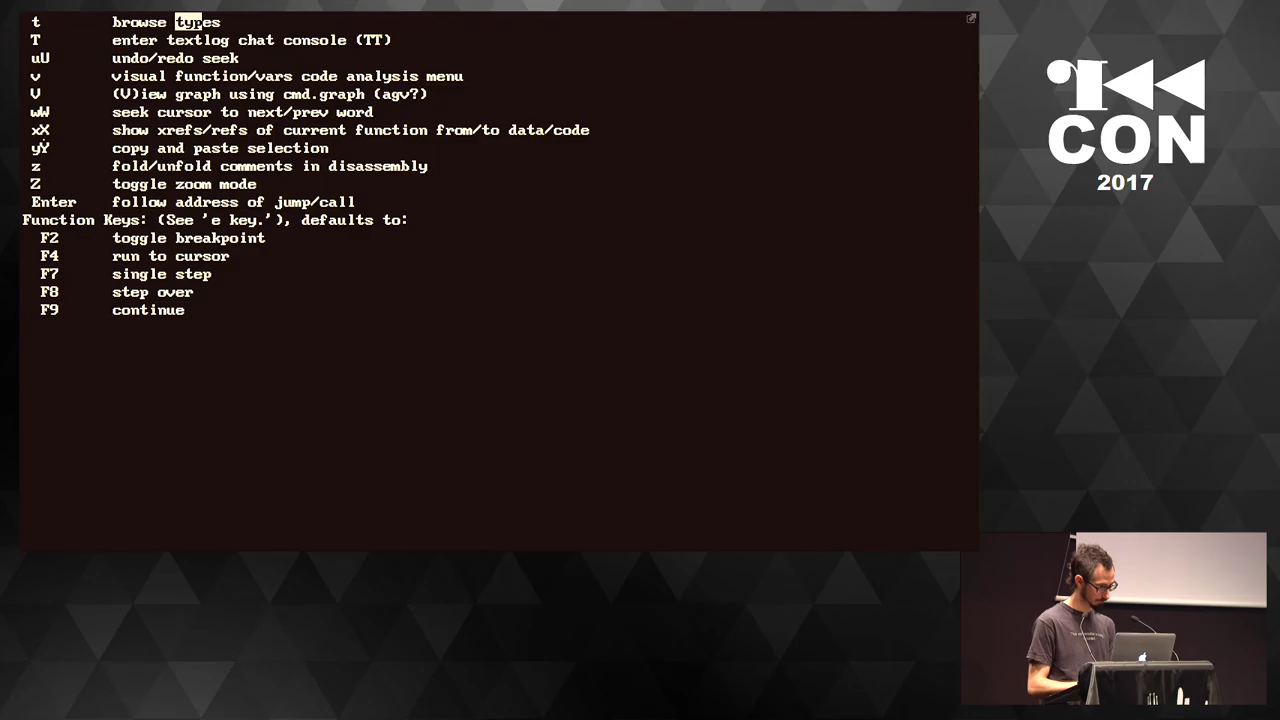 t browse types
T enter textlog chat console (TT)
uU undo/redo seek
v visual function/vars code analysis menu
V (V)iew graph using cmd.graph (agv?)
wW seek cursor to next/prev word
xX show xrefs/refs of current function from/to data/code
yY copy and paste selection
z fold/unfold comments in disassembly
Z toggle zoom mode
Enter follow address of jump/call
Function Keys: (See 'e key.'), defaults to:
F2 toggle breakpoint
F4 run to cursor
F7 single step
F8 step over
F9 continue
CON
2017